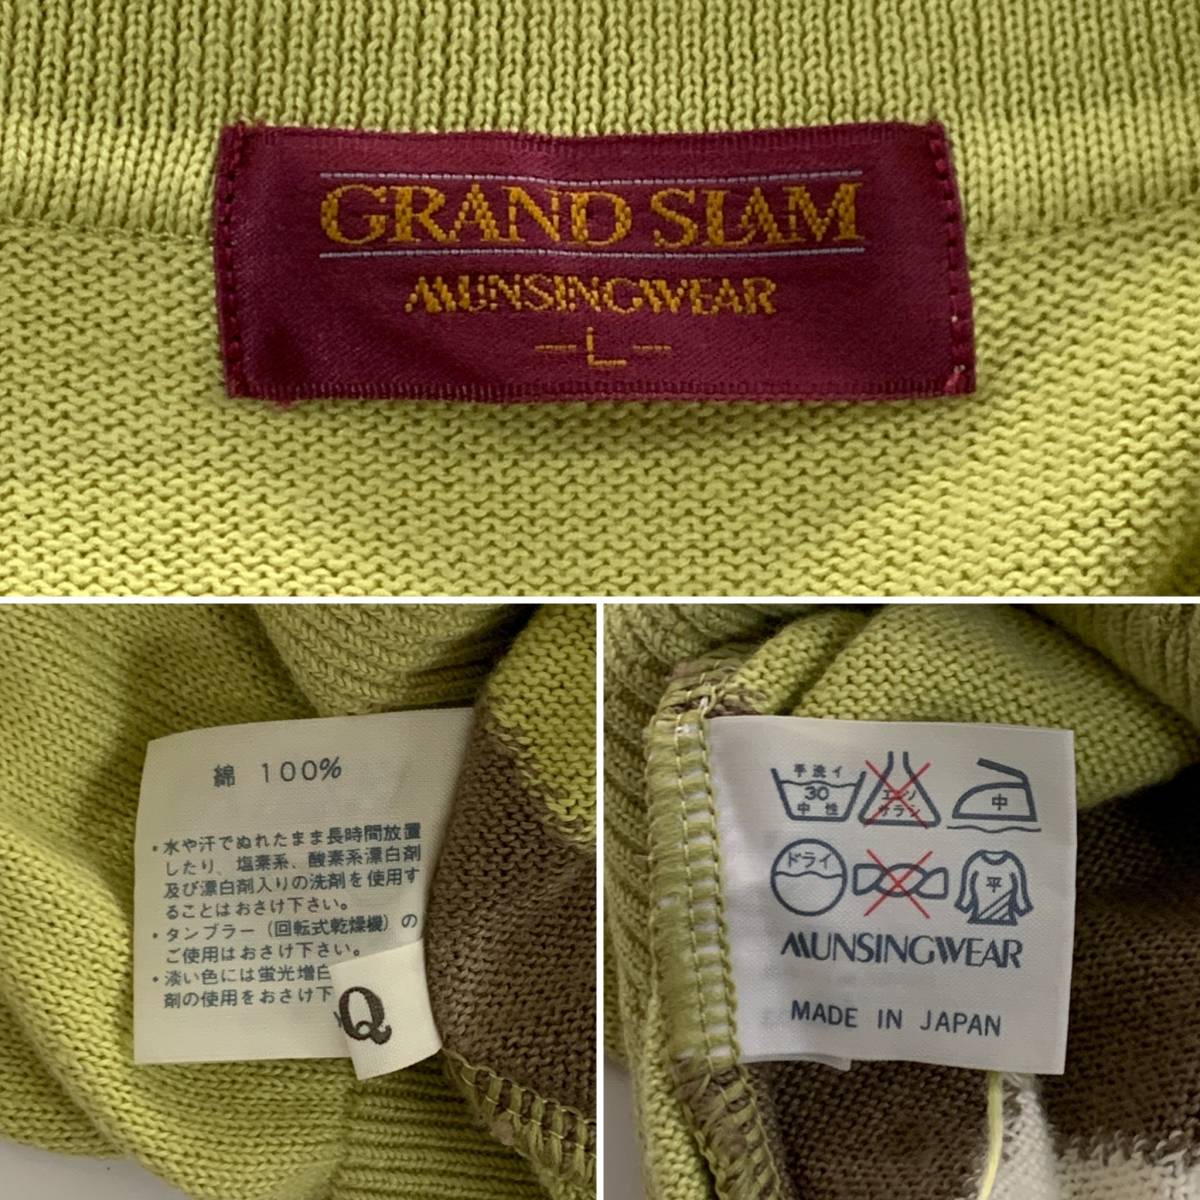 GRAND SLAM
MUNSINGWEAR
—L—
綿 100%
・水や汗でぬれたまま長時間放置
したり、塩素系、酸素系漂白剤
及び漂白剤入りの洗剤を使用す
ることはおさけ下さい。
・タンブラー（回転式乾燥機）の
ご使用はおさけ下さい。
・淡い色には蛍光増白
剤の使用をおさけ下
Q
手洗イ
30
中性
エンソ
サラシ
中
ドライ
平
MUNSINGWEAR
MADE IN JAPAN